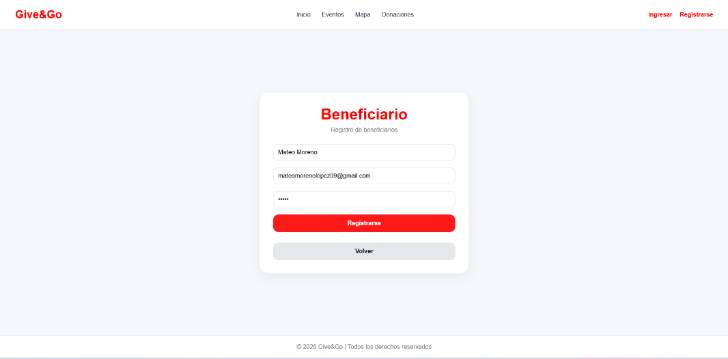 Give&Go
Inicio Eventos Mapa Donaciones
Ingresar Registrarse
Beneficiario
Registro de beneficiarios
Mateo Moreno
mateomorenolopez09@gmail.com
•••••
Registrarse
Volver
© 2026 Give&Go | Todos los derechos reservados